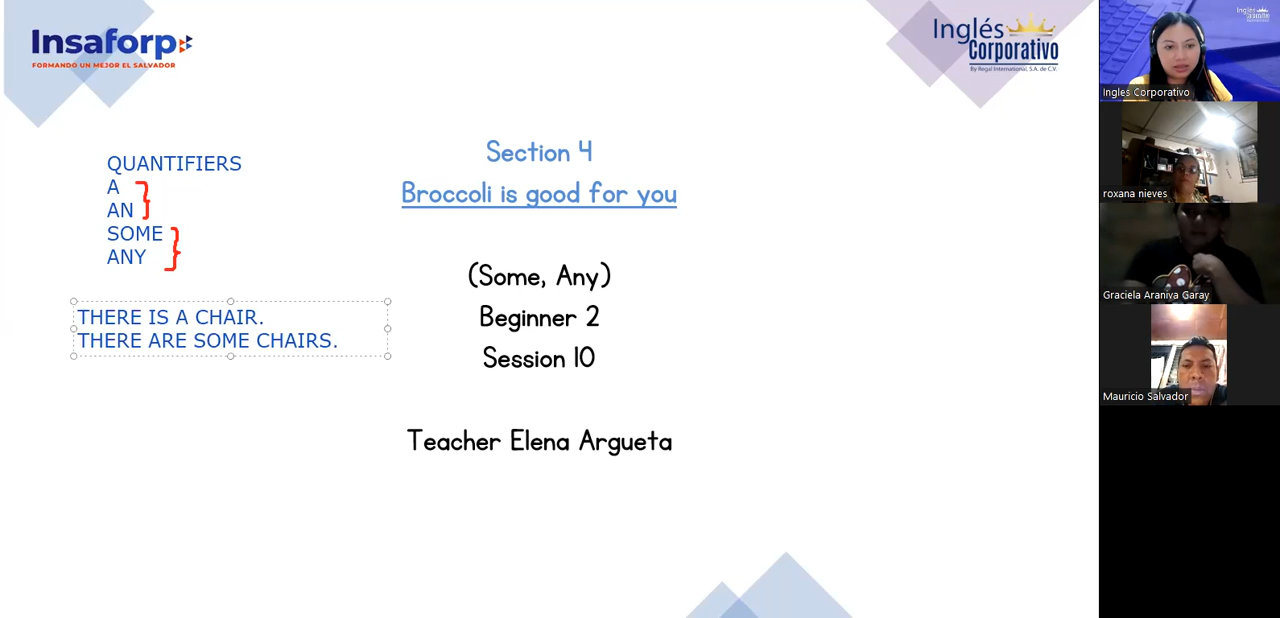 Insaforp
FORMANDO UN MEJOR EL SALVADOR
Inglés
Corporativo
By Regal International, S.A. de C.V.
QUANTIFIERS
A
AN
SOME
ANY
THERE IS A CHAIR.
THERE ARE SOME CHAIRS.
Section 4
Broccoli is good for you
(Some, Any)
Beginner 2
Session 10
Teacher Elena Argueta
Ingles Corporativo
roxana nieves
Graciela Araniva Garay
Mauricio Salvador